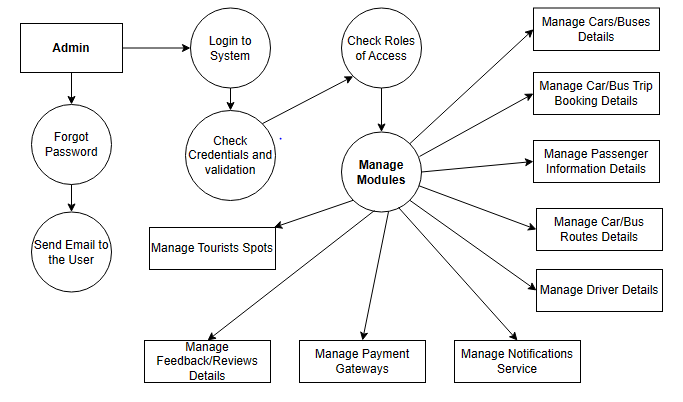 Admin
Login to
System
Check Roles
of Access
Manage Cars/Buses
Details
Manage Car/Bus Trip
Booking Details
Forgot
Password
Check
Credentials and
validation
Manage
Modules
Manage Passenger
Information Details
Manage Car/Bus
Routes Details
Send Email to
the User
Manage Tourists Spots
Manage Driver Details
Manage
Feedback/Reviews
Details
Manage Payment
Gateways
Manage Notifications
Service